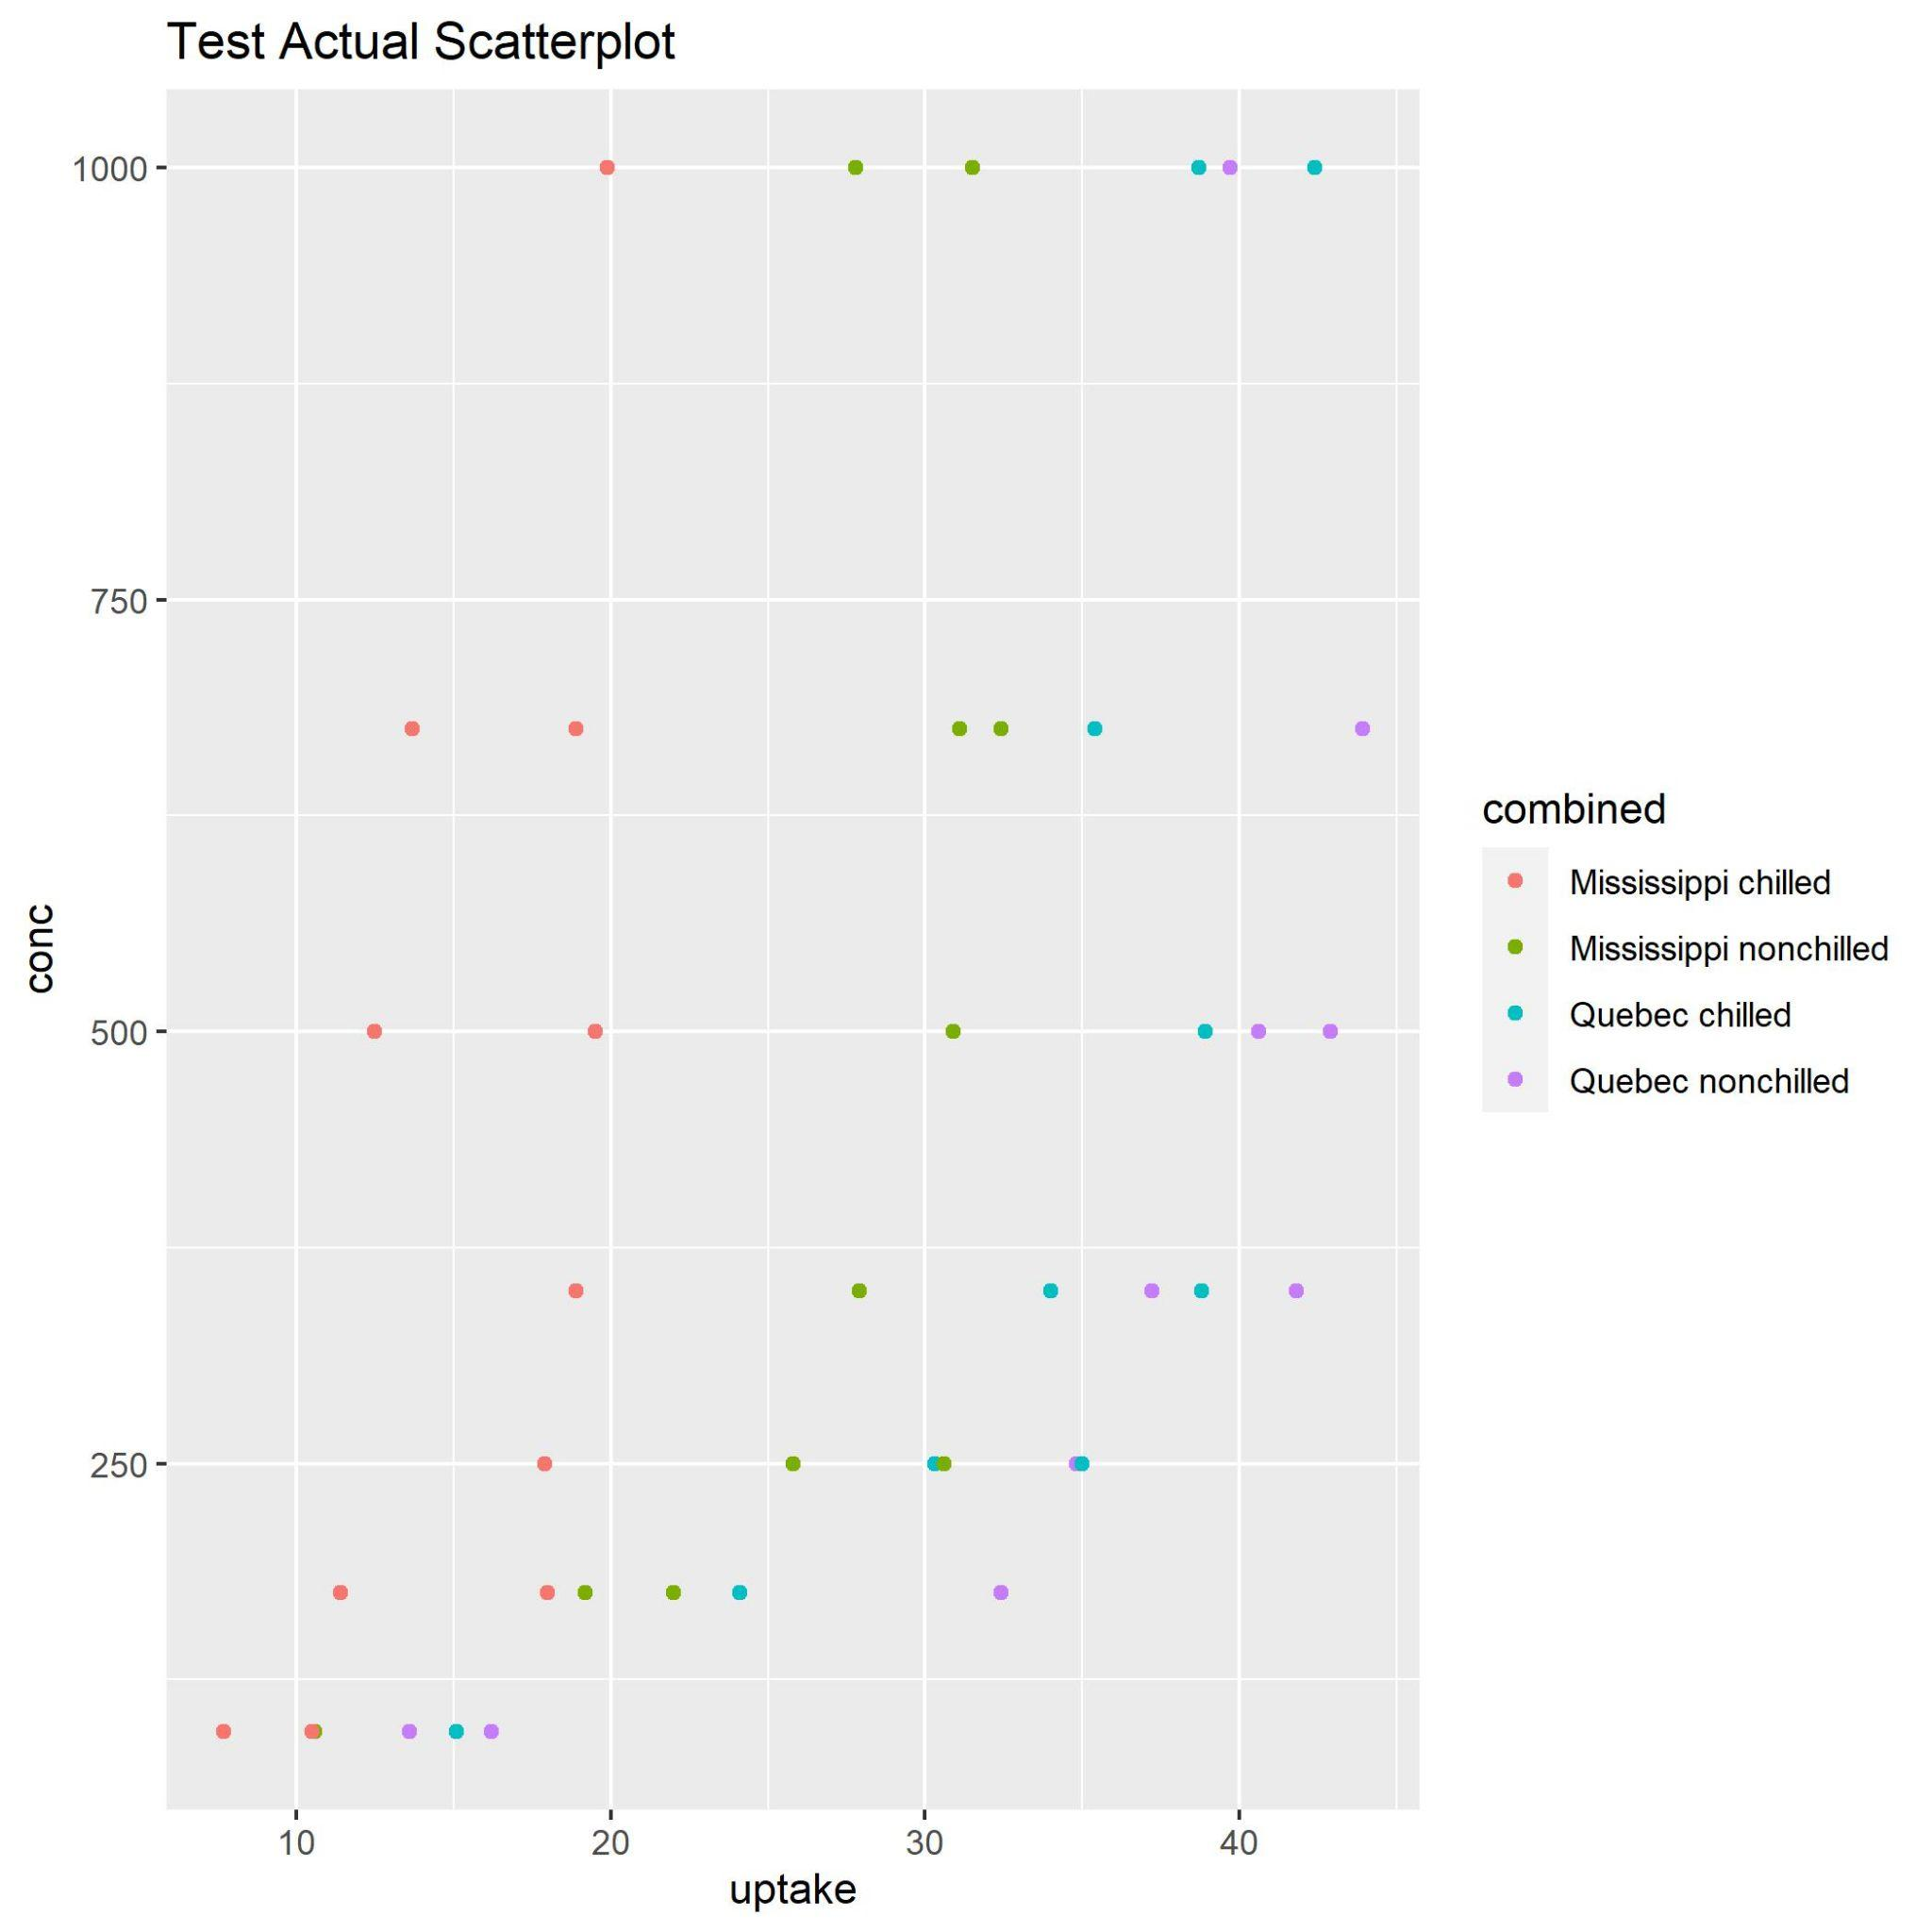 Test Actual Scatterplot
1000
750
500
250
conc
10 20 30 40
uptake
combined
Mississippi chilled
Mississippi nonchilled
Quebec chilled
Quebec nonchilled